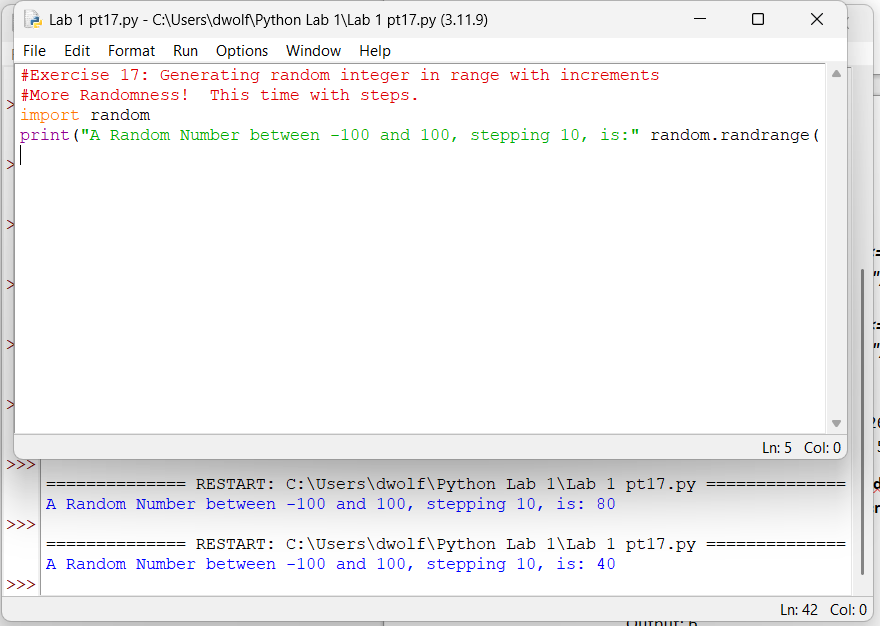 Lab 1 pt17.py - C:\Users\dwolf\Python Lab 1\Lab 1 pt17.py (3.11.9)
File Edit Format Run Options Window Help
#Exercise 17: Generating random integer in range with increments
#More Randomness!  This time with steps.
import random
print("A Random Number between -100 and 100, stepping 10, is:" random.randrange(
Ln: 5 Col: 0
>>>
============== RESTART: C:\Users\dwolf\Python Lab 1\Lab 1 pt17.py ==============
A Random Number between -100 and 100, stepping 10, is: 80
>>>
============== RESTART: C:\Users\dwolf\Python Lab 1\Lab 1 pt17.py ==============
A Random Number between -100 and 100, stepping 10, is: 40
>>>
Ln: 42 Col: 0